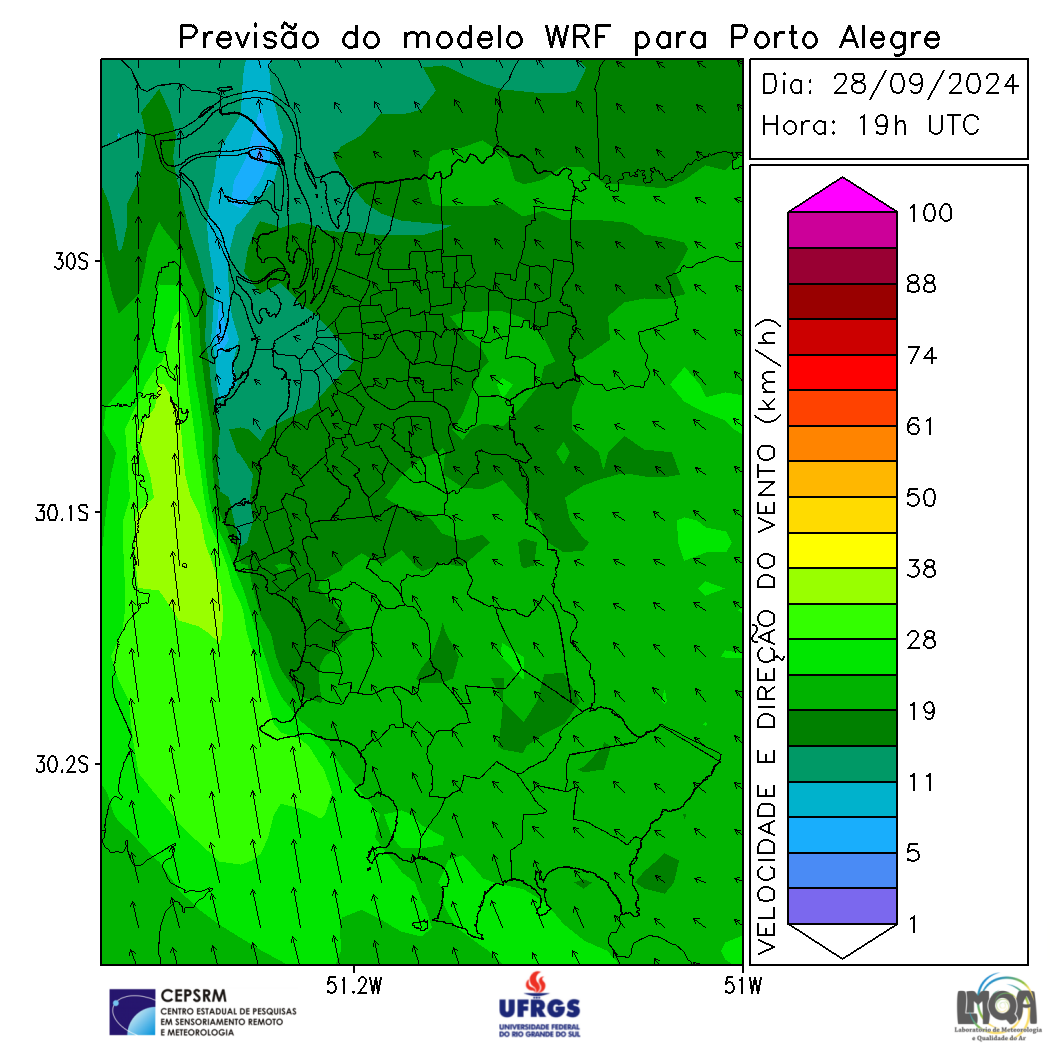 Previsão do modelo WRF para Porto Alegre
Dia: 28/09/2024
Hora: 19h UTC
30S
30.1S
30.2S
51.2W
51W
VELOCIDADE E DIREÇÃO DO VENTO (km/h)
100
88
74
61
50
38
28
19
11
5
1
CEPSRM
CENTRO ESTADUAL DE PESQUISAS
EM SENSORIAMENTO REMOTO
E METEOROLOGIA
UFRGS
UNIVERSIDADE FEDERAL
DO RIO GRANDE DO SUL
LMQA
Laboratório de Meteorologia
e Qualidade do Ar